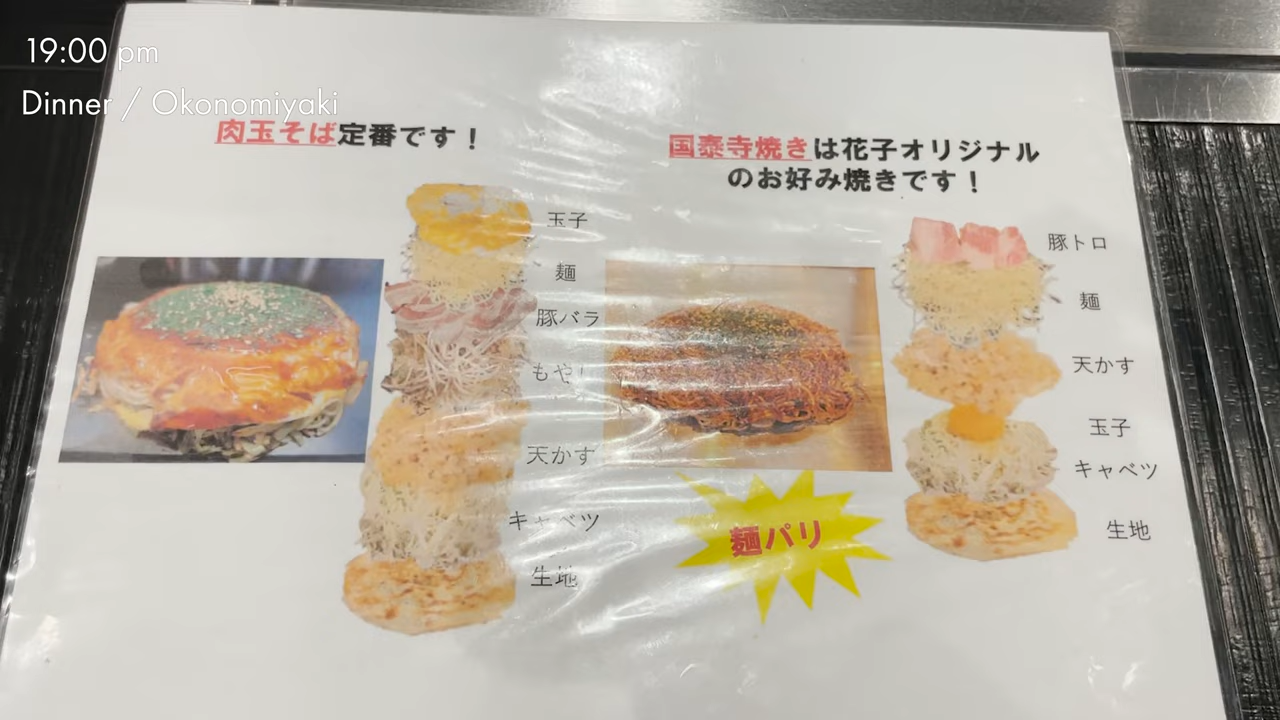 19:00 pm
Dinner / Okonomiyaki
肉玉そば定番です！
玉子
麺
豚バラ
もやし
天かす
キャベツ
生地
国泰寺焼きは花子オリジナル
のお好み焼きです！
豚トロ
麺
天かす
玉子
キャベツ
生地
麺パリ